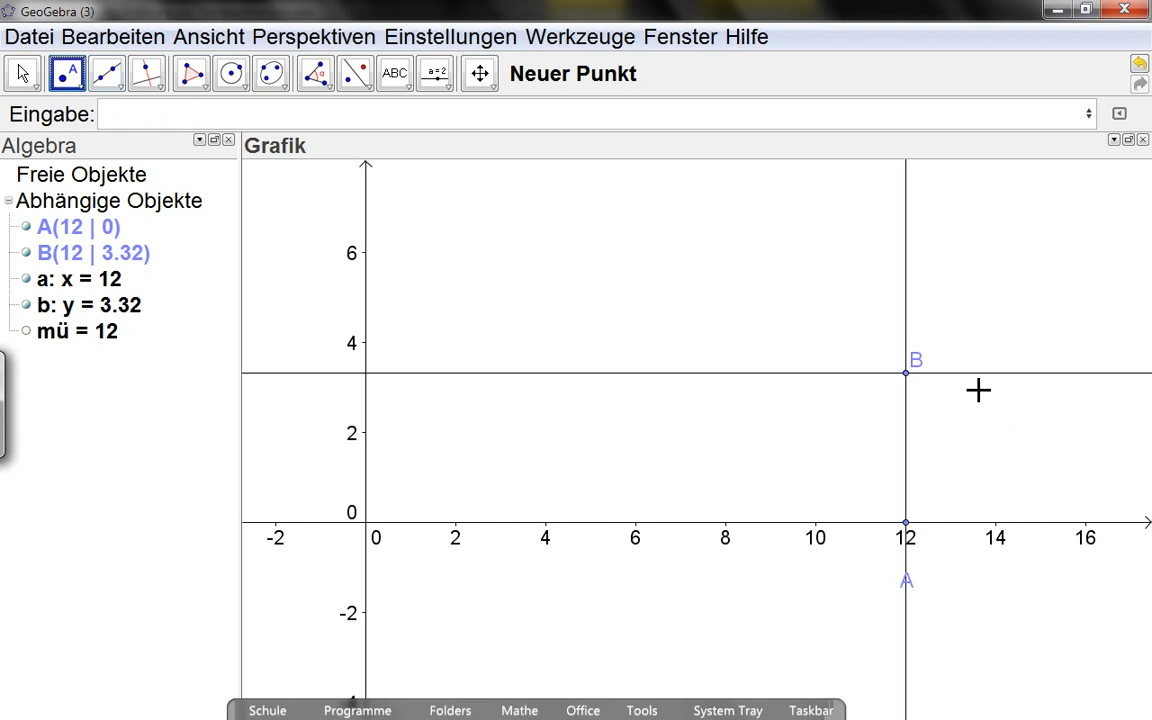 GeoGebra (3)
Datei Bearbeiten Ansicht Perspektiven Einstellungen Werkzeuge Fenster Hilfe
A ABC a=2 Neuer Punkt
Eingabe:
Algebra
Grafik
Freie Objekte
Abhängige Objekte
A(12 | 0)
B(12 | 3.32)
a: x = 12
b: y = 3.32
mü = 12
6
4
2
0
-2
B
A
-2 0 2 4 6 8 10 12 14 16
Schule Programme Folders Mathe Office Tools System Tray Taskbar